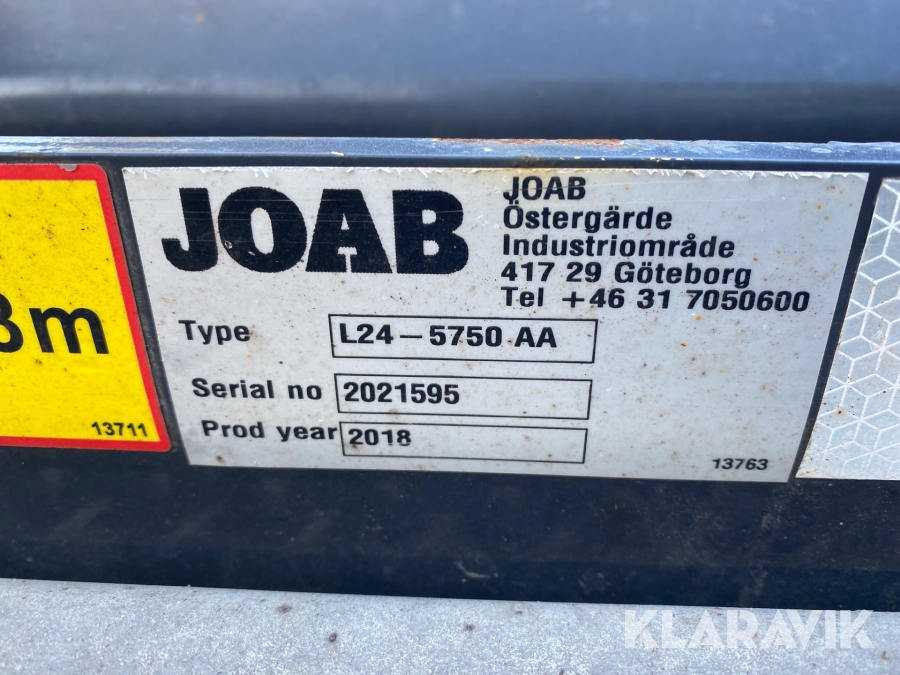 JOAB
JOAB
Östergärde
Industriområde
417 29 Göteborg
Tel +46 31 7050600
Type L24–5750 AA
Serial no 2021595
Prod year 2018
13763
m
13711
KLARAVIK